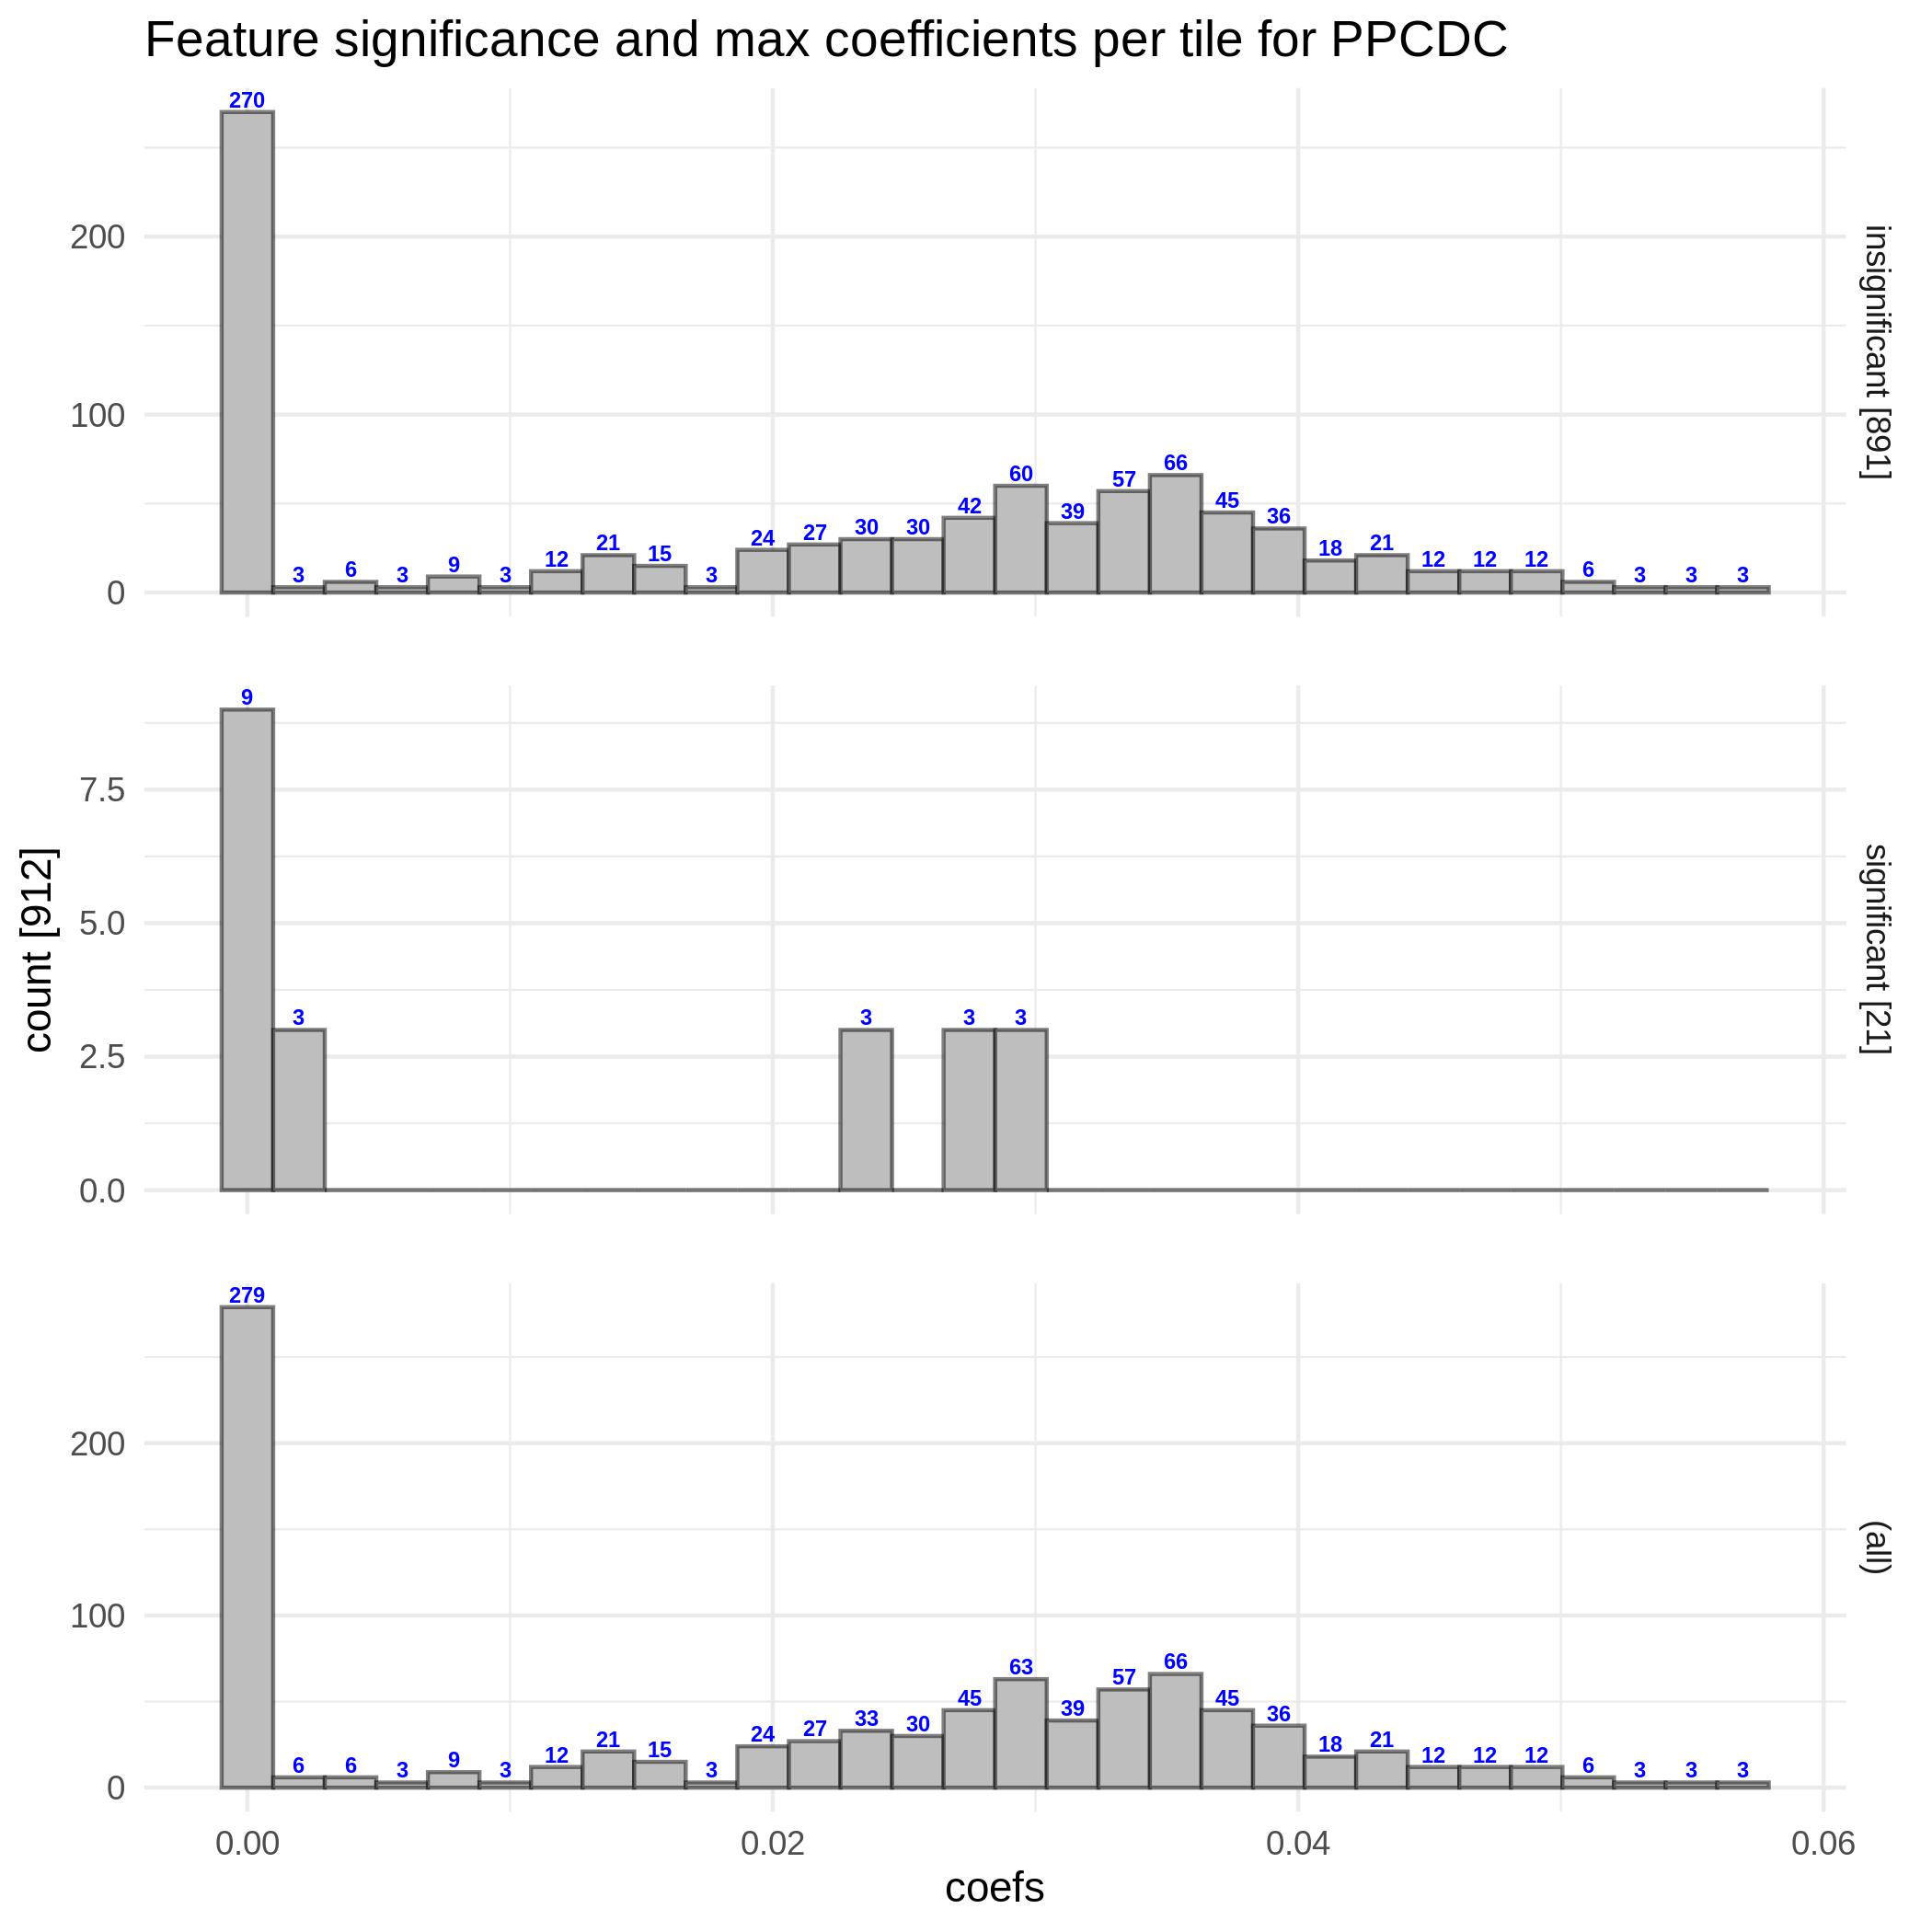 Feature significance and max coefficients per tile for PPCDC
270
3 6 3 9 3 12 21 15 3 24 27 30 30 42 60 39 57 66 45 36 18 21 12 12 12 6 3 3 3
200
100
0
insignificant [891]
9
3 3 3 3
7.5
5.0
2.5
0.0
count [912]
significant [21]
279
6 6 3 9 3 12 21 15 3 24 27 33 30 45 63 39 57 66 45 36 18 21 12 12 12 6 3 3 3
200
100
0
(all)
0.00 0.02 0.04 0.06
coefs